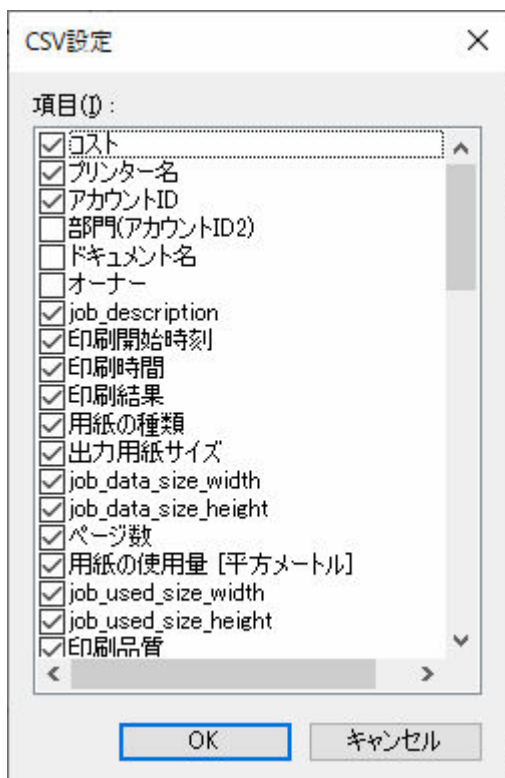 CSV設定
項目(I) :
コスト
プリンター名
アカウントID
部門(アカウントID2)
ドキュメント名
オーナー
job_description
印刷開始時刻
印刷時間
印刷結果
用紙の種類
出力用紙サイズ
job_data_size_width
job_data_size_height
ページ数
用紙の使用量 [平方メートル]
job_used_size_width
job_used_size_height
印刷品質
OK
キャンセル